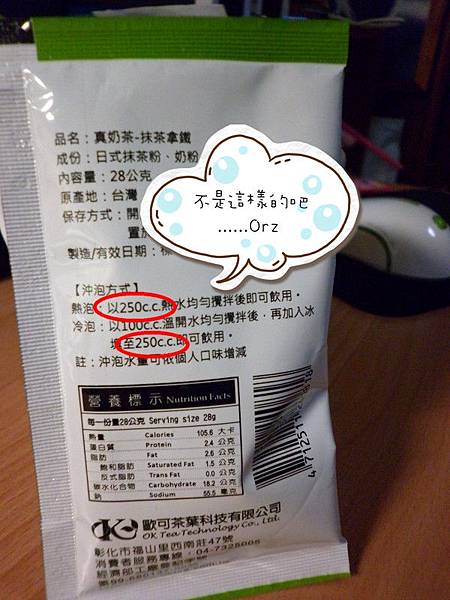 品名：真奶茶-抹茶拿鐵
成份：日式抹茶粉、奶粉
內容量：28公克
原產地：台灣
保存方式：開
置放
製造/有效日期：標
不是這樣的吧
......Orz
【沖泡方式】
熱泡：以250c.c.熱水均勻攪拌後即可飲用。
冷泡：以100c.c.溫開水均勻攪拌後，再加入冰
塊至250c.c.即可飲用。
註：沖泡水量可依個人口味增減
營養標示 Nutrition Facts
每一份量28公克 Serving size 28g
熱量 Calories 105.6 大卡
蛋白質 Protein 2.4 公克
脂肪 Fat 2.6 公克
飽和脂肪 Saturated Fat 1.5 公克
反式脂肪 Trans Fat 0.0 公克
碳水化合物 Carbohydrate 18.2 公克
鈉 Sodium 55.5 毫克
OK
歐可茶葉科技有限公司
OK Tea Technology Co., Ltd.
彰化市福山里西南莊47號
消費者服務專線：04-7325005